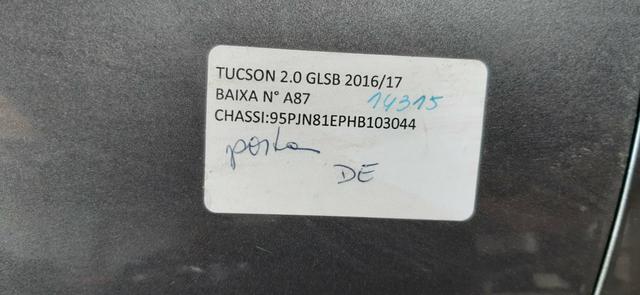 TUCSON 2.0 GLSB 2016/17
BAIXA N° A87 14315
CHASSI:95PJN81EPHB103044
porta
DE